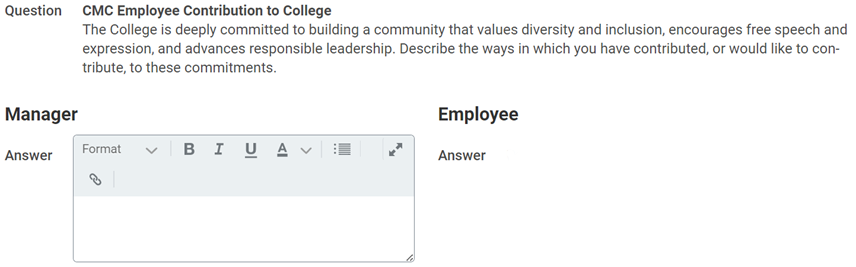 Question CMC Employee Contribution to College
The College is deeply committed to building a community that values diversity and inclusion, encourages free speech and
expression, and advances responsible leadership. Describe the ways in which you have contributed, or would like to con-
tribute, to these commitments.
Manager Employee
Answer Format B I U A Answer